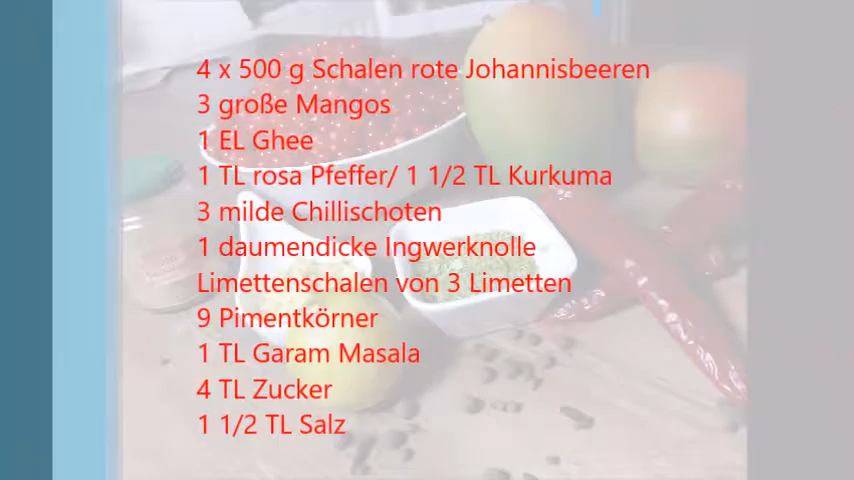 4 x 500 g Schalen rote Johannisbeeren
3 große Mangos
1 EL Ghee
1 TL rosa Pfeffer/ 1 1/2 TL Kurkuma
3 milde Chillischoten
1 daumendicke Ingwerknolle
Limettenschalen von 3 Limetten
9 Pimentkörner
1 TL Garam Masala
4 TL Zucker
1 1/2 TL Salz